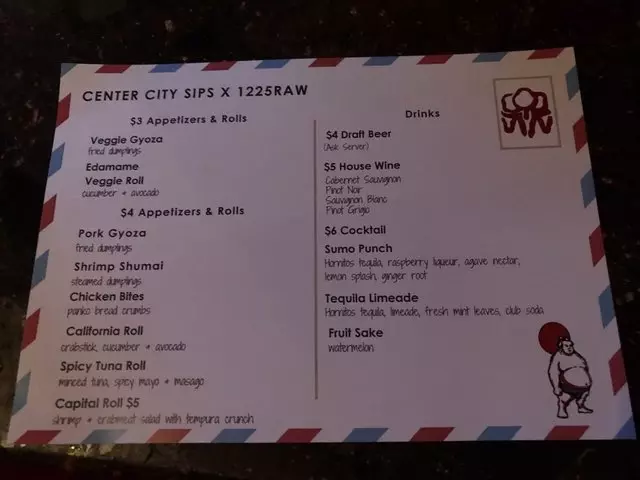 CENTER CITY SIPS X 1225RAW
$3 Appetizers & Rolls
Veggie Gyoza
fried dumplings
Edamame
Veggie Roll
cucumber + avocado
$4 Appetizers & Rolls
Pork Gyoza
fried dumplings
Shrimp Shumai
steamed dumplings
Chicken Bites
panko bread crumbs
California Roll
crabstick, cucumber + avocado
Spicy Tuna Roll
minced tuna, spicy mayo + masago
Capital Roll $5
shrimp + crabmeat salad with tempura crunch
Drinks
$4 Draft Beer
(Ask Server)
$5 House Wine
Cabernet Sauvignon
Pinot Noir
Sauvignon Blanc
Pinot Grigio
$6 Cocktail
Sumo Punch
Hornitos tequila, raspberry liqueur, agave nectar,
lemon splash, ginger root
Tequila Limeade
Hornitos tequila, limeade, fresh mint leaves, club soda
Fruit Sake
watermelon